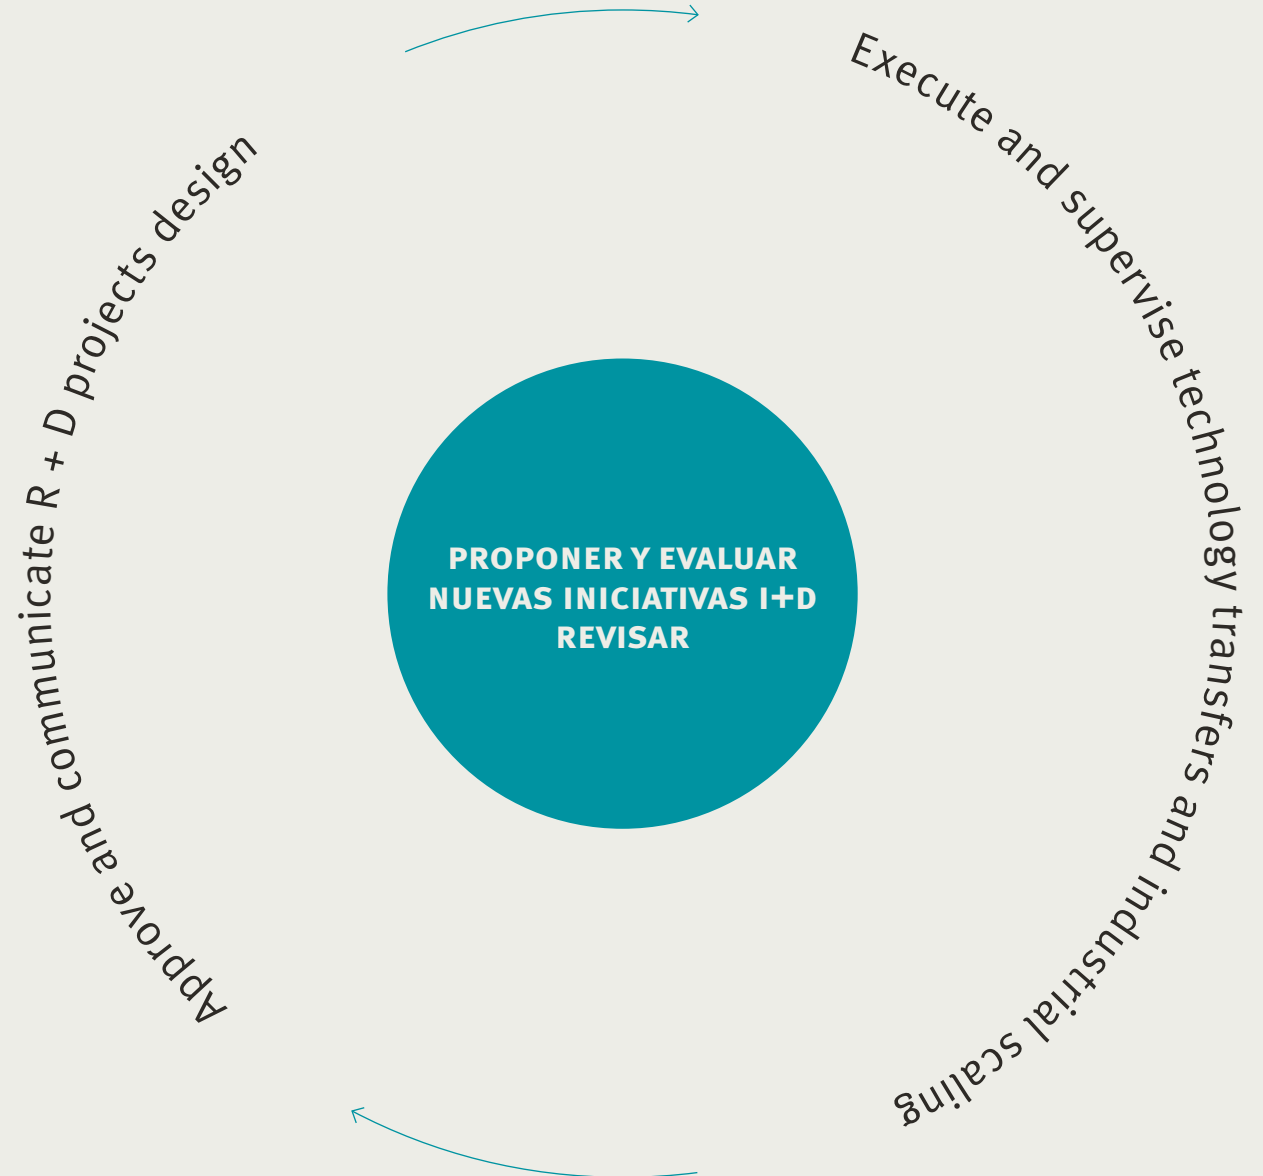 Approve and communicate R + D projects design
Execute and supervise technology transfers and industrial scaling
PROPONER Y EVALUAR
NUEVAS INICIATIVAS I+D
REVISAR